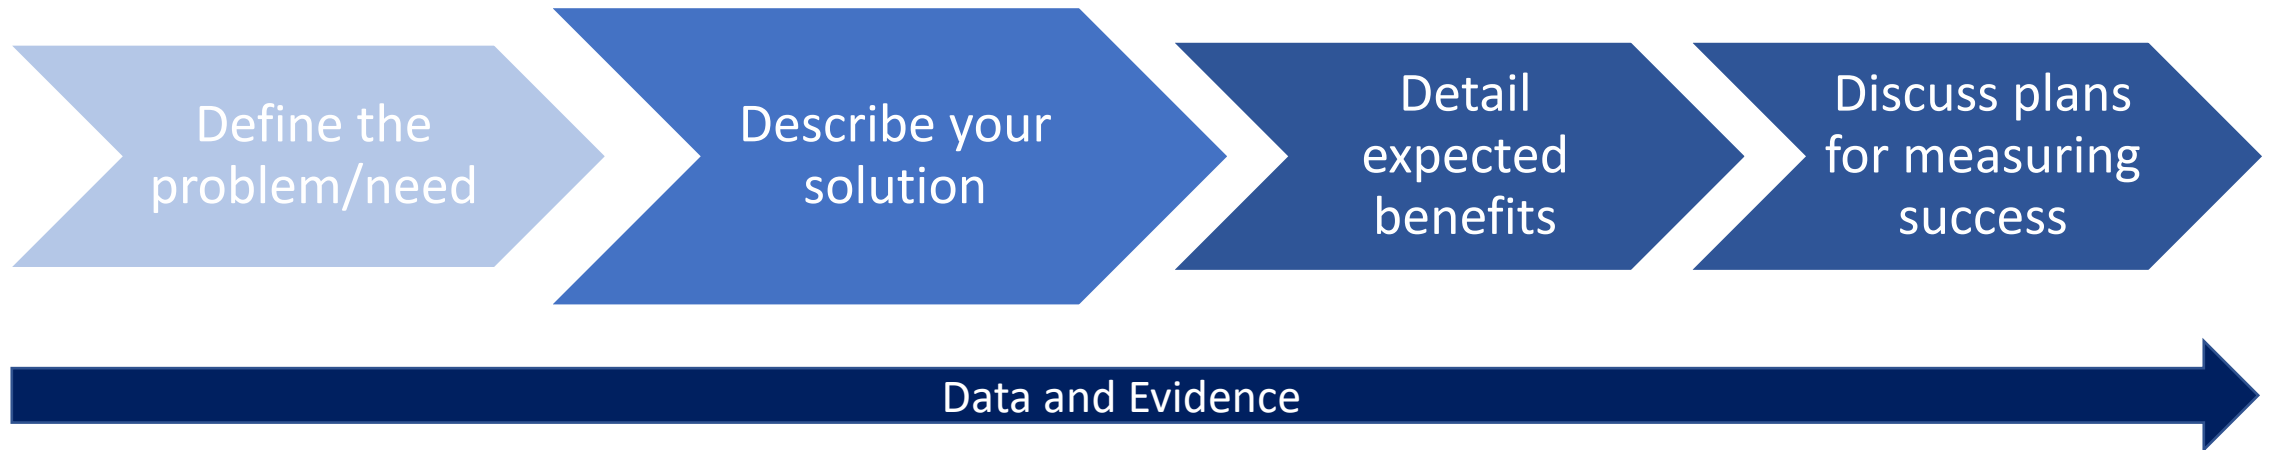 Define the
problem/need
Describe your
solution
Detail
expected
benefits
Discuss plans
for measuring
success
Data and Evidence